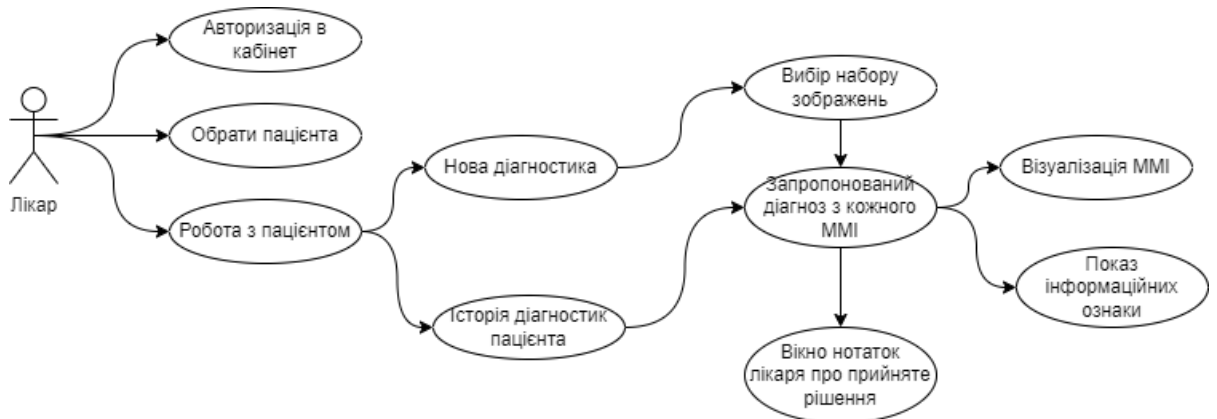 Авторизація в
кабінет
Обрати пацієнта
Лікар
Робота з пацієнтом
Нова діагностика
Історія діагностик
пацієнта
Вибір набору
зображень
Запропонований
діагноз з кожного
ММІ
Вікно нотаток
лікаря про прийняте
рішення
Візуалізація ММІ
Показ
інформаційних
ознаки